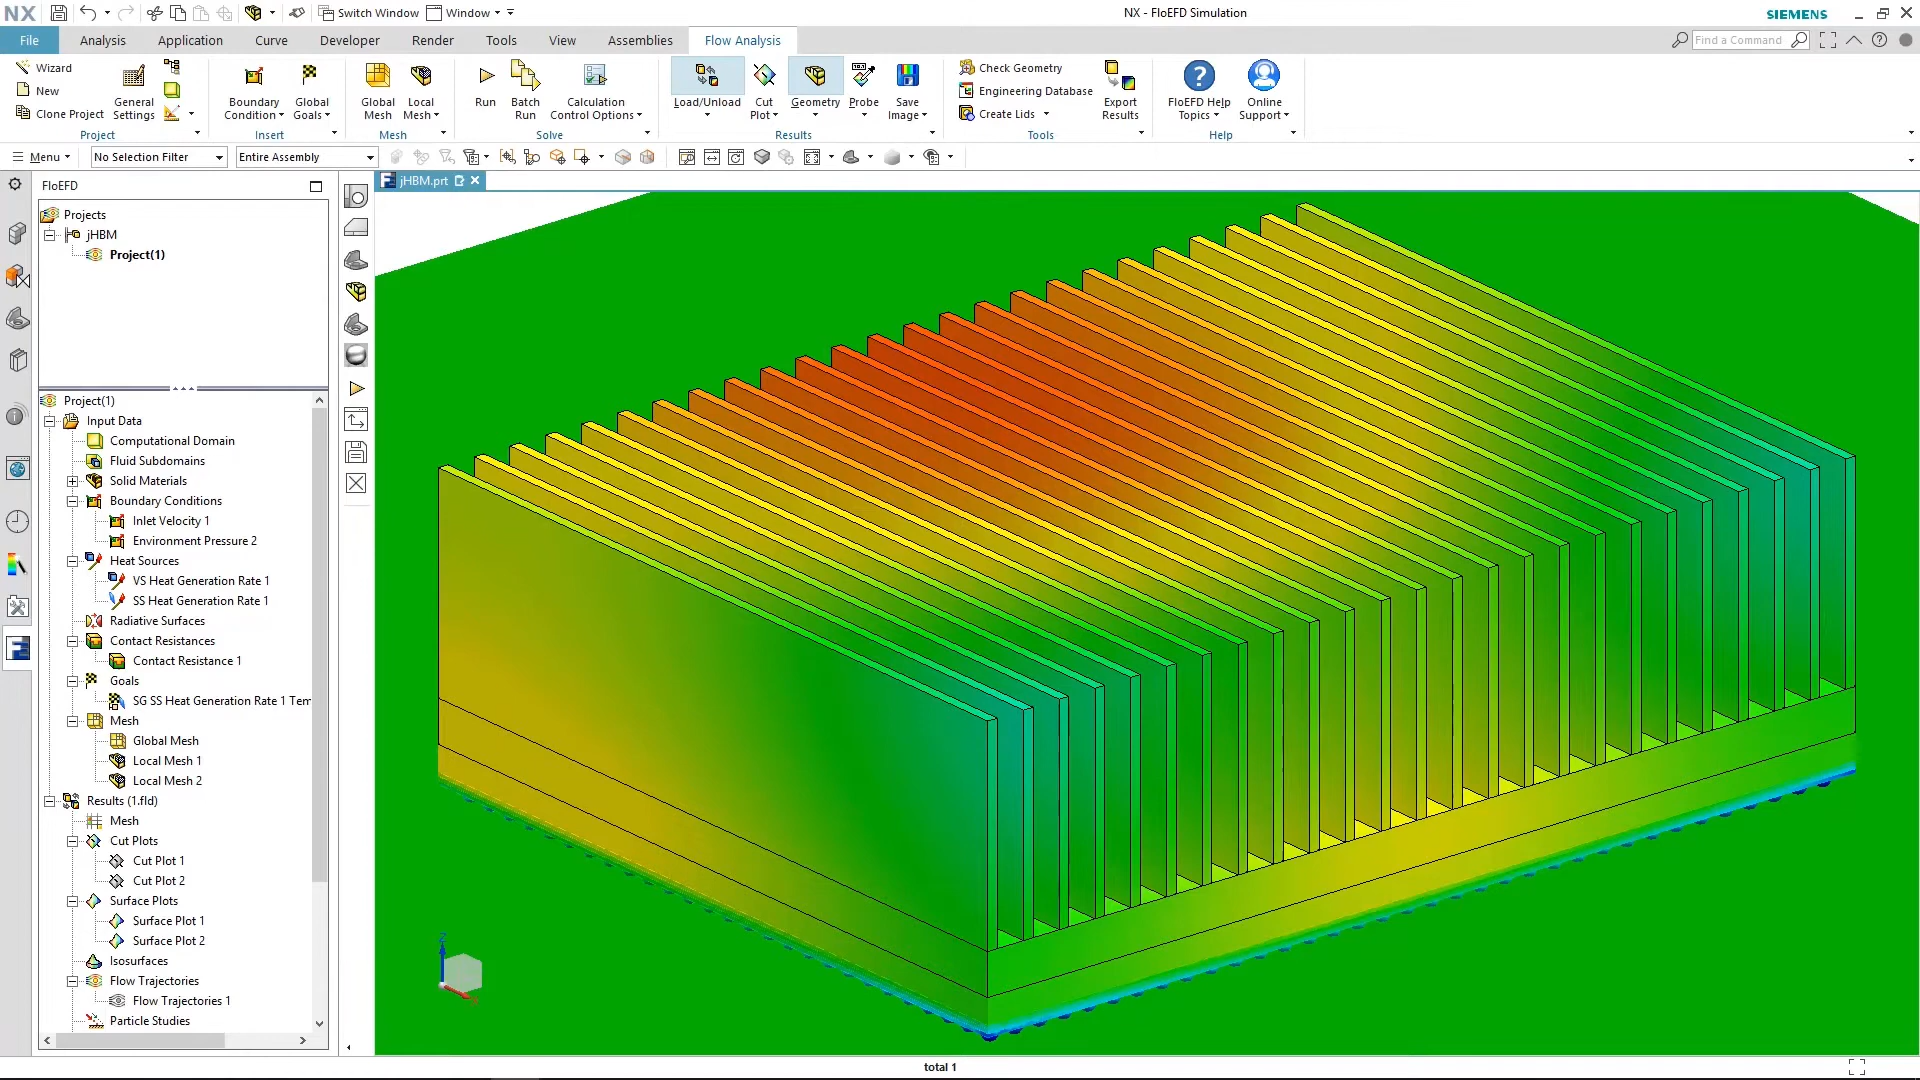 NX
Switch Window
Window
NX - FloEFD Simulation
SIEMENS
File
Analysis
Application
Curve
Developer
Render
Tools
View
Assemblies
Flow Analysis
Find a Command
Wizard
New
Clone Project
General Settings
Project
Boundary Condition
Global Goals
Insert
Global Mesh
Local Mesh
Mesh
Run
Batch Run
Calculation Control Options
Solve
Load/Unload
Cut Plot
Geometry
Probe
Save Image
Results
Check Geometry
Engineering Database
Create Lids
Export Results
Tools
FloEFD Help Topics
Online Support
Help
Menu
No Selection Filter
Entire Assembly
FloEFD
jHBM.prt
Projects
jHBM
Project(1)
Project(1)
Input Data
Computational Domain
Fluid Subdomains
Solid Materials
Boundary Conditions
Inlet Velocity 1
Environment Pressure 2
Heat Sources
VS Heat Generation Rate 1
SS Heat Generation Rate 1
Radiative Surfaces
Contact Resistances
Contact Resistance 1
Goals
SG SS Heat Generation Rate 1 Tem
Mesh
Global Mesh
Local Mesh 1
Local Mesh 2
Results (1.fld)
Mesh
Cut Plots
Cut Plot 1
Cut Plot 2
Surface Plots
Surface Plot 1
Surface Plot 2
Isosurfaces
Flow Trajectories
Flow Trajectories 1
Particle Studies
Z
total 1